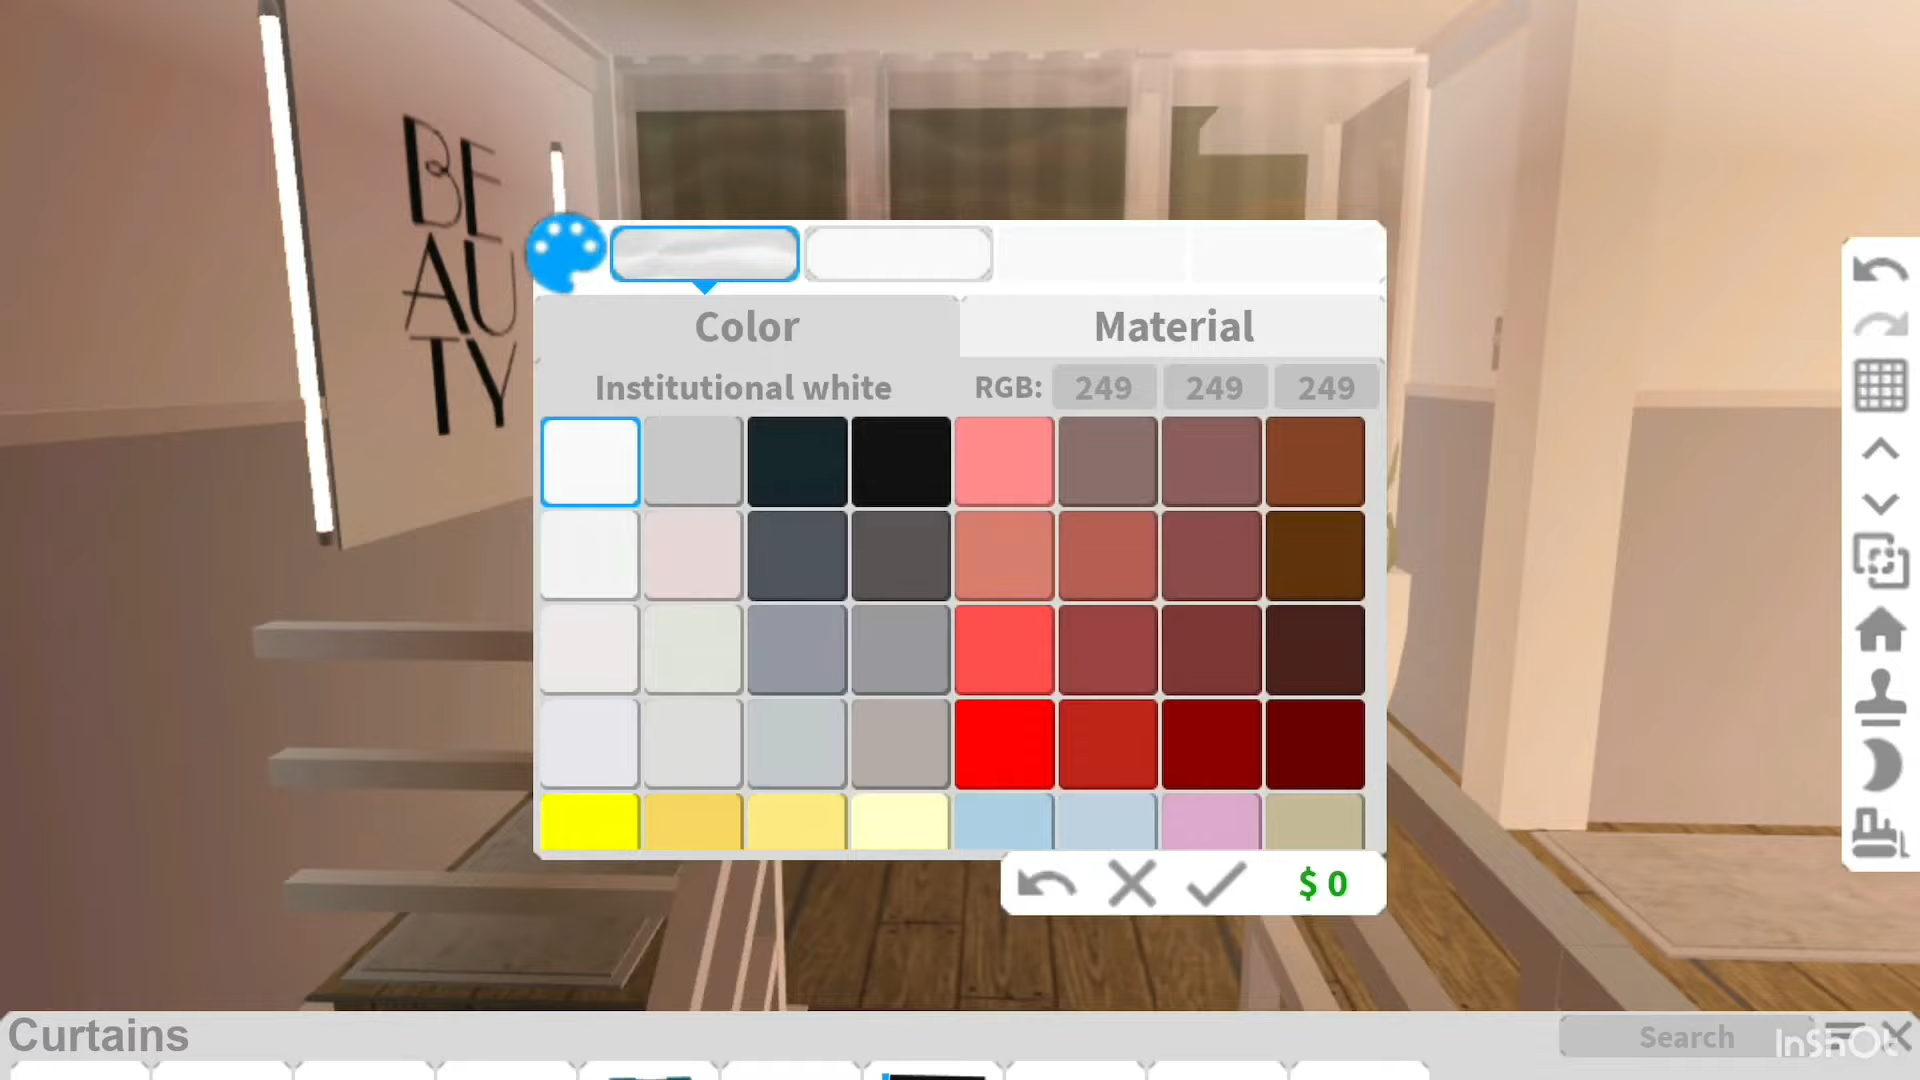 BE
AU
TY
Color
Material
Institutional white
RGB: 249 249 249
$ 0
Curtains
Search
InShOt